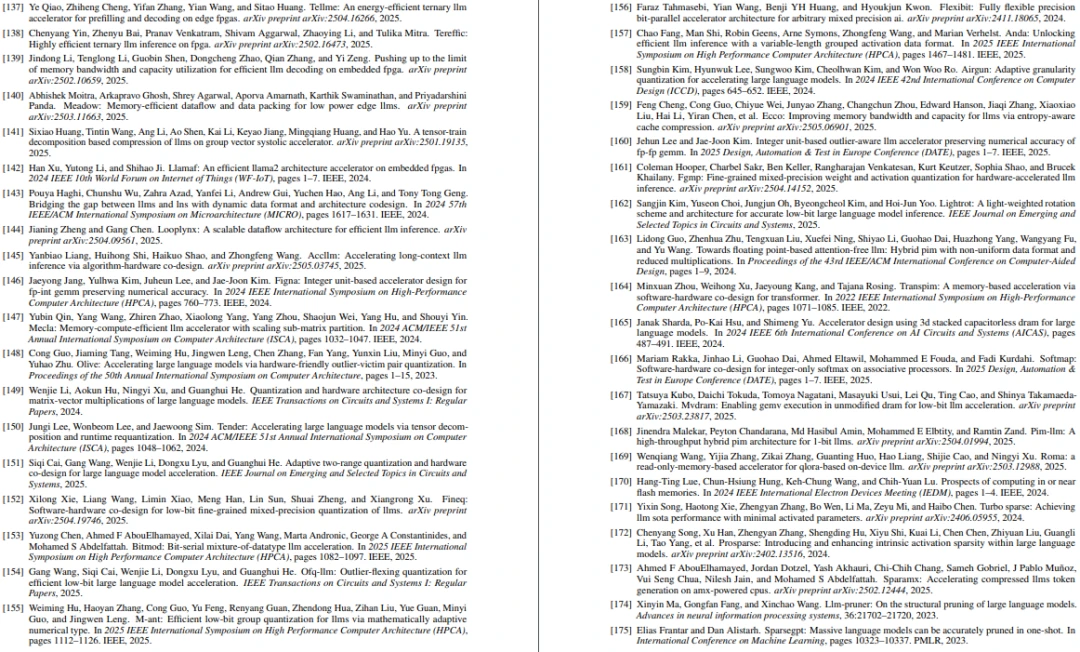 [137] Ye Qiao, Zhiheng Cheng, Yifan Zhang, Yian Wang, and Sitao Huang. Tellme: An energy-efficient ternary llm
accelerator for prefilling and decoding on edge fpgas. arXiv preprint arXiv:2504.16266, 2025.
[138] Chenyang Yin, Zhenyu Bai, Pranav Venkatram, Shivam Aggarwal, Zhaoying Li, and Tulika Mitra. Tereffic:
Highly efficient ternary llm inference on fpga. arXiv preprint arXiv:2502.16473, 2025.
[139] Jindong Li, Tenglong Li, Guobin Shen, Dongcheng Zhao, Qian Zhang, and Yi Zeng. Pushing up to the limit
of memory bandwidth and capacity utilization for efficient llm decoding on embedded fpga. arXiv preprint
arXiv:2502.10659, 2025.
[140] Abhishek Moitra, Arkapravo Ghosh, Shrey Agarwal, Aporva Amarnath, Karthik Swaminathan, and Priyadarshini
Panda. Meadow: Memory-efficient dataflow and data packing for low power edge llms. arXiv preprint
arXiv:2503.11663, 2025.
[141] Sixiao Huang, Tintin Wang, Ang Li, Ao Shen, Kai Li, Keyao Jiang, Mingqiang Huang, and Hao Yu. A tensor-train
decomposition based compression of llms on group vector systolic accelerator. arXiv preprint arXiv:2501.19135,
2025.
[142] Han Xu, Yutong Li, and Shihao Ji. Llamaf: An efficient llama2 architecture accelerator on embedded fpgas. In
2024 IEEE 10th World Forum on Internet of Things (WF-IoT), pages 1–7. IEEE, 2024.
[143] Pouya Haghi, Chunshu Wu, Zahra Azad, Yanfei Li, Andrew Gui, Yuchen Hao, Ang Li, and Tony Tong Geng.
Bridging the gap between llms and lns with dynamic data format and architecture codesign. In 2024 57th
IEEE/ACM International Symposium on Microarchitecture (MICRO), pages 1617–1631. IEEE, 2024.
[144] Jianing Zheng and Gang Chen. Looplynx: A scalable dataflow architecture for efficient llm inference. arXiv
preprint arXiv:2504.09561, 2025.
[145] Yanbiao Liang, Huihong Shi, Haikuo Shao, and Zhongfeng Wang. Accllm: Accelerating long-context llm
inference via algorithm-hardware co-design. arXiv preprint arXiv:2505.03745, 2025.
[146] Jaeyong Jang, Yulhwa Kim, Juheun Lee, and Jae-Joon Kim. Figna: Integer unit-based accelerator design for
fp-int gemm preserving numerical accuracy. In 2024 IEEE International Symposium on High-Performance
Computer Architecture (HPCA), pages 760–773. IEEE, 2024.
[147] Yubin Qin, Yang Wang, Zhiren Zhao, Xiaolong Yang, Yang Zhou, Shaojun Wei, Yang Hu, and Shouyi Yin.
Mecla: Memory-compute-efficient llm accelerator with scaling sub-matrix partition. In 2024 ACM/IEEE 51st
Annual International Symposium on Computer Architecture (ISCA), pages 1032–1047. IEEE, 2024.
[148] Cong Guo, Jiaming Tang, Weiming Hu, Jingwen Leng, Chen Zhang, Fan Yang, Yunxin Liu, Minyi Guo, and
Yuhao Zhu. Olive: Accelerating large language models via hardware-friendly outlier-victim pair quantization. In
Proceedings of the 50th Annual International Symposium on Computer Architecture, pages 1–15, 2023.
[149] Wenjie Li, Aokun Hu, Ningyi Xu, and Guanghui He. Quantization and hardware architecture co-design for
matrix-vector multiplications of large language models. IEEE Transactions on Circuits and Systems I: Regular
Papers, 2024.
[150] Jungi Lee, Wonbeom Lee, and Jaewoong Sim. Tender: Accelerating large language models via tensor decom-
position and runtime requantization. In 2024 ACM/IEEE 51st Annual International Symposium on Computer
Architecture (ISCA), pages 1048–1062, 2024.
[151] Siqi Cai, Gang Wang, Wenjie Li, Dongxu Lyu, and Guanghui He. Adaptive two-range quantization and hardware
co-design for large language model acceleration. IEEE Journal on Emerging and Selected Topics in Circuits and
Systems, 2025.
[152] Xilong Xie, Liang Wang, Limin Xiao, Meng Han, Lin Sun, Shuai Zheng, and Xiangrong Xu. Fineq:
Software-hardware co-design for low-bit fine-grained mixed-precision quantization of llms. arXiv preprint
arXiv:2504.19746, 2025.
[153] Yuzong Chen, Ahmed F AbouElhamayed, Xilai Dai, Yang Wang, Marta Andronic, George A Constantinides, and
Mohamed S Abdelfattah. Bitmod: Bit-serial mixture-of-datatype llm acceleration. In 2025 IEEE International
Symposium on High Performance Computer Architecture (HPCA), pages 1082–1097. IEEE, 2025.
[154] Gang Wang, Siqi Cai, Wenjie Li, Dongxu Lyu, and Guanghui He. Ofq-llm: Outlier-flexing quantization for
efficient low-bit large language model acceleration. IEEE Transactions on Circuits and Systems I: Regular
Papers, 2025.
[155] Weiming Hu, Haoyan Zhang, Cong Guo, Yu Feng, Renyang Guan, Zhendong Hua, Zihan Liu, Yue Guan, Minyi
Guo, and Jingwen Leng. M-ant: Efficient low-bit group quantization for llms via mathematically adaptive
numerical type. In 2025 IEEE International Symposium on High Performance Computer Architecture (HPCA),
pages 1112–1126. IEEE, 2025.
[156] Faraz Tahmasebi, Yian Wang, Benji YH Huang, and Hyoukjun Kwon. Flexibit: Fully flexible precision
bit-parallel accelerator architecture for arbitrary mixed precision ai. arXiv preprint arXiv:2411.18065, 2024.
[157] Chao Fang, Man Shi, Robin Geens, Arne Symons, Zhongfeng Wang, and Marian Verhelst. Anda: Unlocking
efficient llm inference with a variable-length grouped activation data format. In 2025 IEEE International
Symposium on High Performance Computer Architecture (HPCA), pages 1467–1481. IEEE, 2025.
[158] Sungbin Kim, Hyunwuk Lee, Sungwoo Kim, Cheolhwan Kim, and Won Woo Ro. Airgun: Adaptive granularity
quantization for accelerating large language models. In 2024 IEEE 42nd International Conference on Computer
Design (ICCD), pages 645–652. IEEE, 2024.
[159] Feng Cheng, Cong Guo, Chiyue Wei, Junyao Zhang, Changchun Zhou, Edward Hanson, Jiaqi Zhang, Xiaoxiao
Liu, Hai Li, Yiran Chen, et al. Ecco: Improving memory bandwidth and capacity for llms via entropy-aware
cache compression. arXiv preprint arXiv:2505.06901, 2025.
[160] Jehun Lee and Jae-Joon Kim. Integer unit-based outlier-aware llm accelerator preserving numerical accuracy of
fp-fp gemm. In 2025 Design, Automation & Test in Europe Conference (DATE), pages 1–7. IEEE, 2025.
[161] Coleman Hooper, Charbel Sakr, Ben Keller, Rangharajan Venkatesan, Kurt Keutzer, Sophia Shao, and Brucek
Khailany. Fgmp: Fine-grained mixed-precision weight and activation quantization for hardware-accelerated llm
inference. arXiv preprint arXiv:2504.14152, 2025.
[162] Sangjin Kim, Yuseon Choi, Jungjun Oh, Byeongcheol Kim, and Hoi-Jun Yoo. Lightrot: A light-weighted rotation
scheme and architecture for accurate low-bit large language model inference. IEEE Journal on Emerging and
Selected Topics in Circuits and Systems, 2025.
[163] Lidong Guo, Zhenhua Zhu, Tengxuan Liu, Xuefei Ning, Shiyao Li, Guohao Dai, Huazhong Yang, Wangyang Fu,
and Yu Wang. Towards floating point-based attention-free llm: Hybrid pim with non-uniform data format and
reduced multiplications. In Proceedings of the 43rd IEEE/ACM International Conference on Computer-Aided
Design, pages 1–9, 2024.
[164] Minxuan Zhou, Weihong Xu, Jaeyoung Kang, and Tajana Rosing. Transpim: A memory-based acceleration via
software-hardware co-design for transformer. In 2022 IEEE International Symposium on High-Performance
Computer Architecture (HPCA), pages 1071–1085. IEEE, 2022.
[165] Janak Sharda, Po-Kai Hsu, and Shimeng Yu. Accelerator design using 3d stacked capacitorless dram for large
language models. In 2024 IEEE 6th International Conference on AI Circuits and Systems (AICAS), pages
487–491. IEEE, 2024.
[166] Mariam Rakka, Jinhao Li, Guohao Dai, Ahmed Eltawil, Mohammed E Fouda, and Fadi Kurdahi. Softmap:
Software-hardware co-design for integer-only softmax on associative processors. In 2025 Design, Automation &
Test in Europe Conference (DATE), pages 1–7. IEEE, 2025.
[167] Tatsuya Kubo, Daichi Tokuda, Tomoya Nagatani, Masayuki Usui, Lei Qu, Ting Cao, and Shinya Takamaeda-
Yamazaki. Mvdram: Enabling gemv execution in unmodified dram for low-bit llm acceleration. arXiv preprint
arXiv:2503.23817, 2025.
[168] Jinendra Malekar, Peyton Chandarana, Md Hasibul Amin, Mohammed E Elbtity, and Ramtin Zand. Pim-llm: A
high-throughput hybrid pim architecture for 1-bit llms. arXiv preprint arXiv:2504.01994, 2025.
[169] Wenqiang Wang, Yijia Zhang, Zikai Zhang, Guanting Huo, Hao Liang, Shijie Cao, and Ningyi Xu. Roma: a
read-only-memory-based accelerator for qlora-based on-device llm. arXiv preprint arXiv:2503.12988, 2025.
[170] Hang-Ting Lue, Chun-Hsiung Hung, Keh-Chung Wang, and Chih-Yuan Lu. Prospects of computing in or near
flash memories. In 2024 IEEE International Electron Devices Meeting (IEDM), pages 1–4. IEEE, 2024.
[171] Yixin Song, Haotong Xie, Zhengyan Zhang, Bo Wen, Li Ma, Zeyu Mi, and Haibo Chen. Turbo sparse: Achieving
llm sota performance with minimal activated parameters. arXiv preprint arXiv:2406.05955, 2024.
[172] Chenyang Song, Xu Han, Zhengyan Zhang, Shengding Hu, Xiyu Shi, Kuai Li, Chen Chen, Zhiyuan Liu, Guangli
Li, Tao Yang, et al. Prosparse: Introducing and enhancing intrinsic activation sparsity within large language
models. arXiv preprint arXiv:2402.13516, 2024.
[173] Ahmed F AbouElhamayed, Jordan Dotzel, Yash Akhauri, Chi-Chih Chang, Sameh Gobriel, J Pablo Muñoz,
Vui Seng Chua, Nilesh Jain, and Mohamed S Abdelfattah. Sparamx: Accelerating compressed llms token
generation on amx-powered cpus. arXiv preprint arXiv:2502.12444, 2025.
[174] Xinyin Ma, Gongfan Fang, and Xinchao Wang. Llm-pruner: On the structural pruning of large language models.
Advances in neural information processing systems, 36:21702–21720, 2023.
[175] Elias Frantar and Dan Alistarh. Sparsegpt: Massive language models can be accurately pruned in one-shot. In
International Conference on Machine Learning, pages 10323–10337. PMLR, 2023.